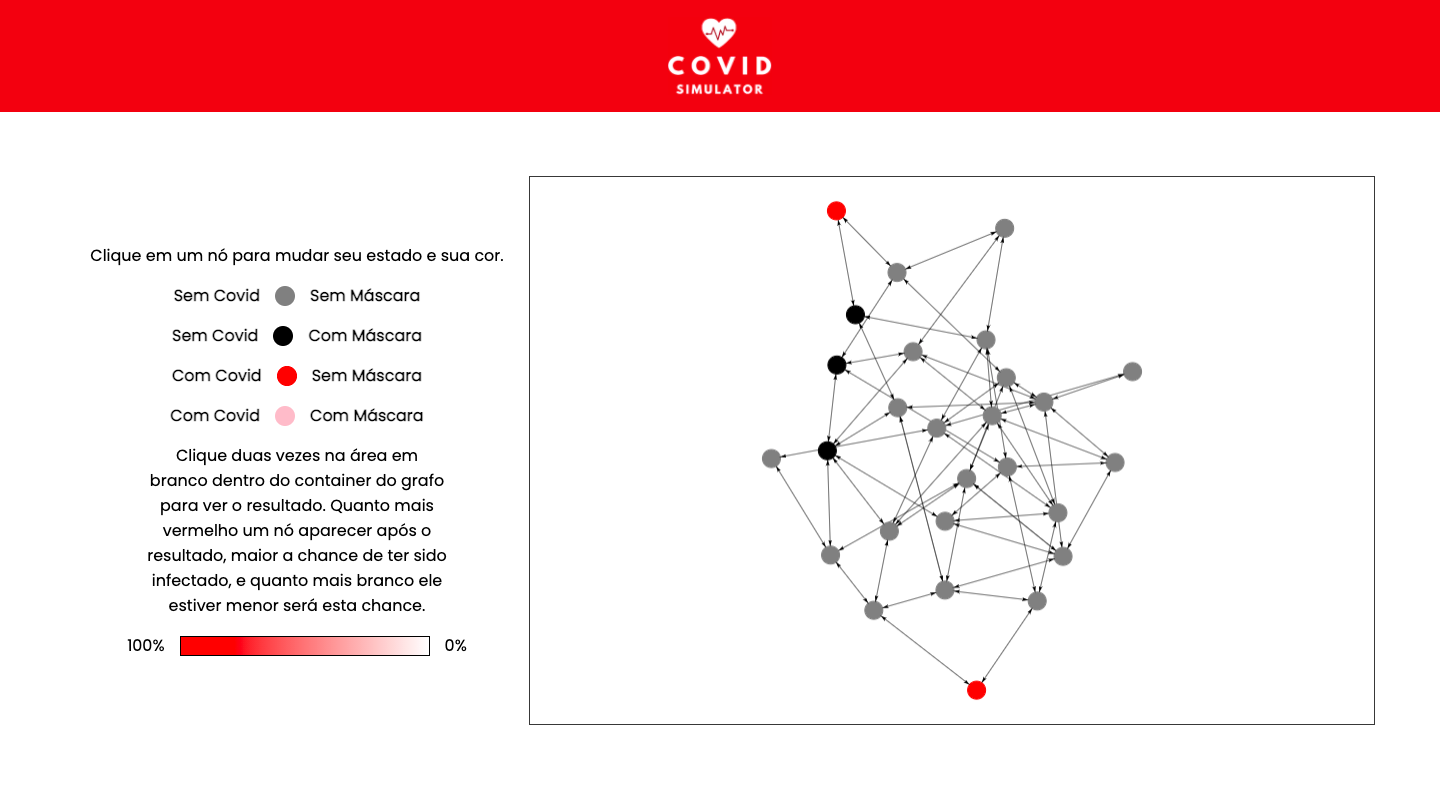 COVID
SIMULATOR
Clique em um nó para mudar seu estado e sua cor.
Sem Covid Sem Máscara
Sem Covid Com Máscara
Com Covid Sem Máscara
Com Covid Com Máscara
Clique duas vezes na área em
branco dentro do container do grafo
para ver o resultado. Quanto mais
vermelho um nó aparecer após o
resultado, maior a chance de ter sido
infectado, e quanto mais branco ele
estiver menor será esta chance.
100% 0%